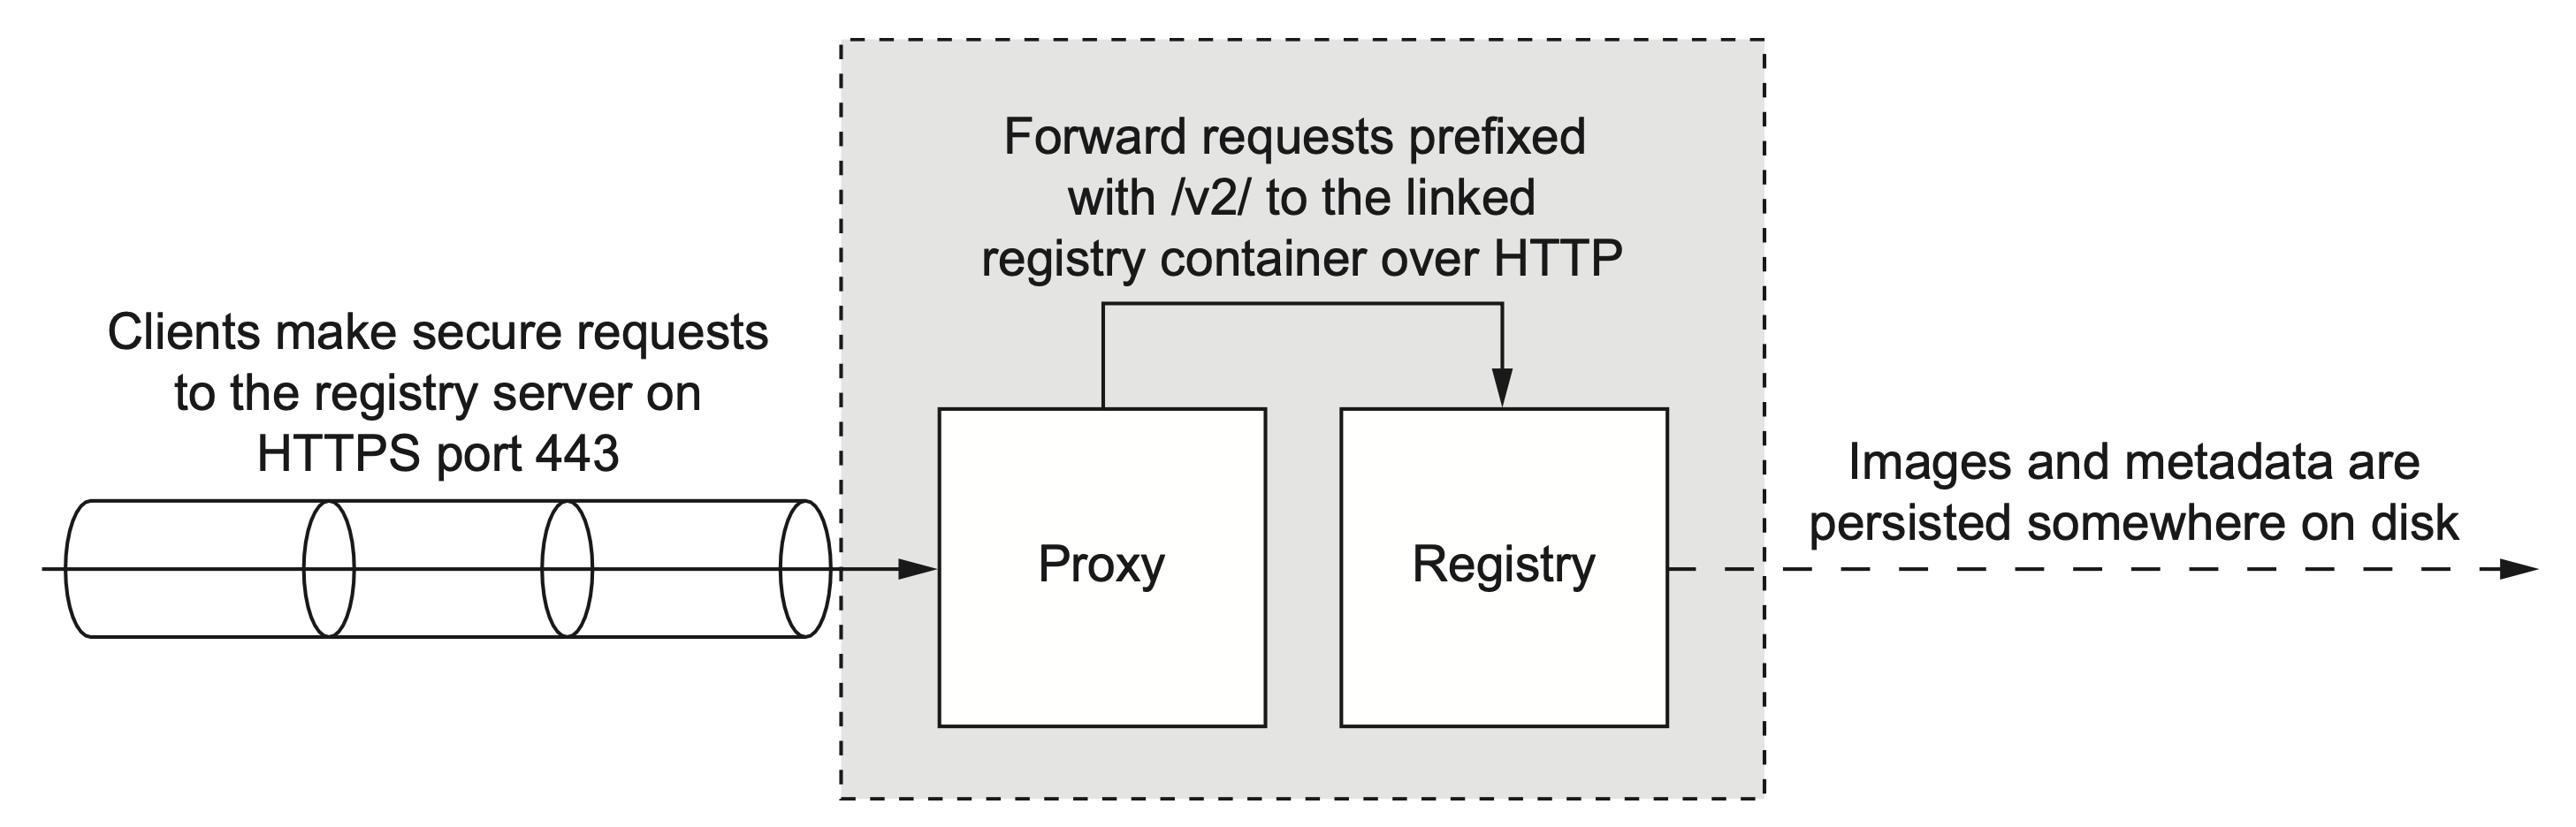 Forward requests prefixed
with /v2/ to the linked
registry container over HTTP
Clients make secure requests
to the registry server on
HTTPS port 443
Proxy
Registry
Images and metadata are
persisted somewhere on disk